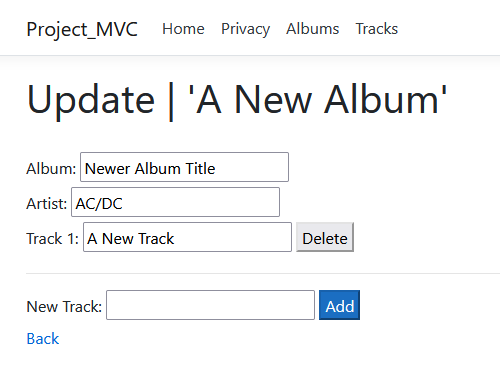 Project_MVC Home Privacy Albums Tracks
Update | 'A New Album'
Album: Newer Album Title
Artist: AC/DC
Track 1: A New Track Delete
New Track: Add
Back